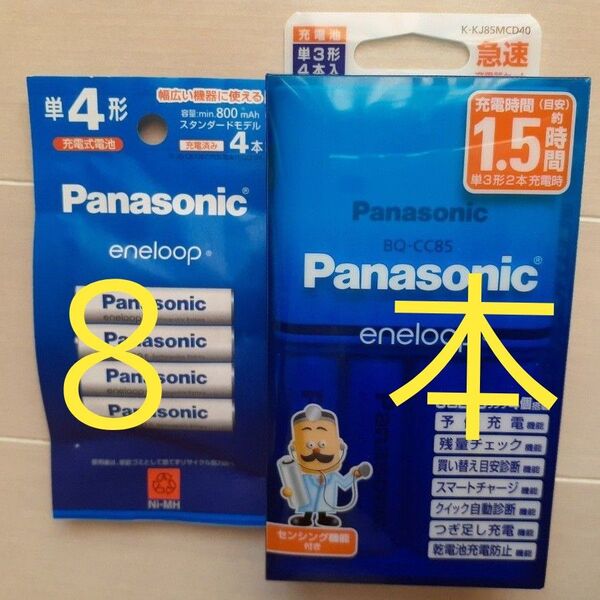 単4形
充電式電池
幅広い機器に使える
容量:min.800 mAh
スタンダードモデル
充電済み 4本
Panasonic
eneloop®
Panasonic
Panasonic
Panasonic
Panasonic
Ni-MH
8本
充電池
単3形
4本入
K-KJ85MCD40
急速
充電時間(目安)
約1.5時間
単3形2本充電時
Panasonic
BQ-CC85
Panasonic
eneloop
充電機能
残量チェック機能
買い替え目安診断機能
スマートチャージ機能
クイック自動診断機能
つぎ足し充電機能
乾電池充電防止機能
センシング機能
付き